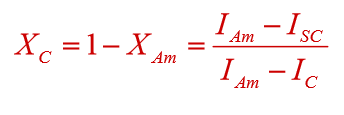 X_C = 1 − X_Am = (I_Am − I_SC) / (I_Am − I_C)